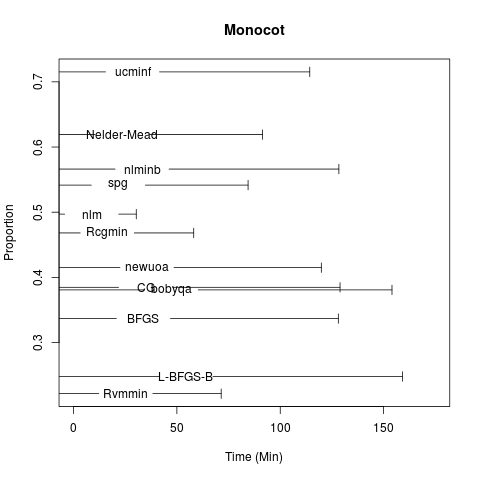 Monocot
Proportion
0.7
0.6
0.5
0.4
0.3
ucminf
Nelder-Mead
nlminb
spg
nlm
Rcgmin
newuoa
CG
bobyqa
BFGS
L-BFGS-B
Rvmmin
0
50
100
150
Time (Min)